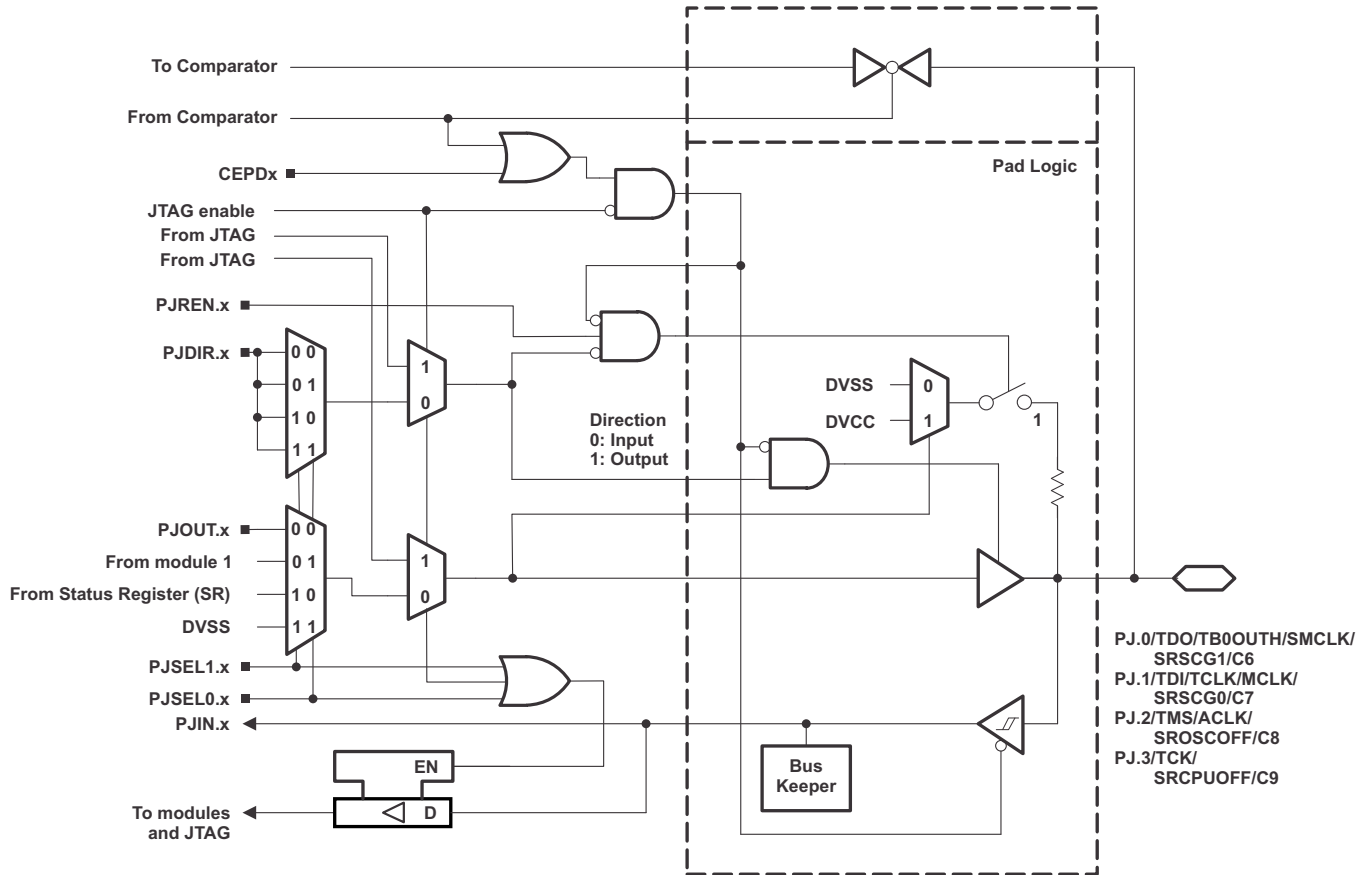 To Comparator
From Comparator
Pad Logic
CEPDx
JTAG enable
From JTAG
From JTAG
PJREN.x
PJDIR.x
0 0
0 1
1 0
1 1
1
0
DVSS
0
DVCC
1
1
Direction
0: Input
1: Output
PJOUT.x
0 0
From module 1
0 1
From Status Register (SR)
1 0
DVSS
1 1
1
0
PJSEL1.x
PJSEL0.x
PJIN.x
EN
D
To modules
and JTAG
Bus
Keeper
PJ.0/TDO/TB0OUTH/SMCLK/
SRSCG1/C6
PJ.1/TDI/TCLK/MCLK/
SRSCG0/C7
PJ.2/TMS/ACLK/
SROSCOFF/C8
PJ.3/TCK/
SRCPUOFF/C9